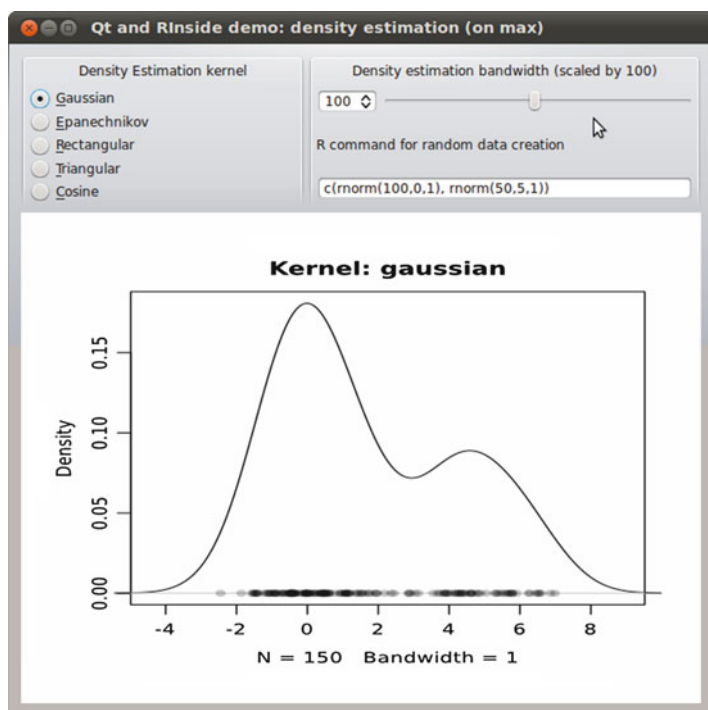 Qt and RInside demo: density estimation (on max)
Density Estimation kernel
Gaussian
Epanechnikov
Rectangular
Triangular
Cosine
Density estimation bandwidth (scaled by 100)
100
R command for random data creation
c(rnorm(100,0,1), rnorm(50,5,1))
Kernel: gaussian
Density
0.15
0.10
0.05
0.00
-4 -2 0 2 4 6 8
N = 150 Bandwidth = 1